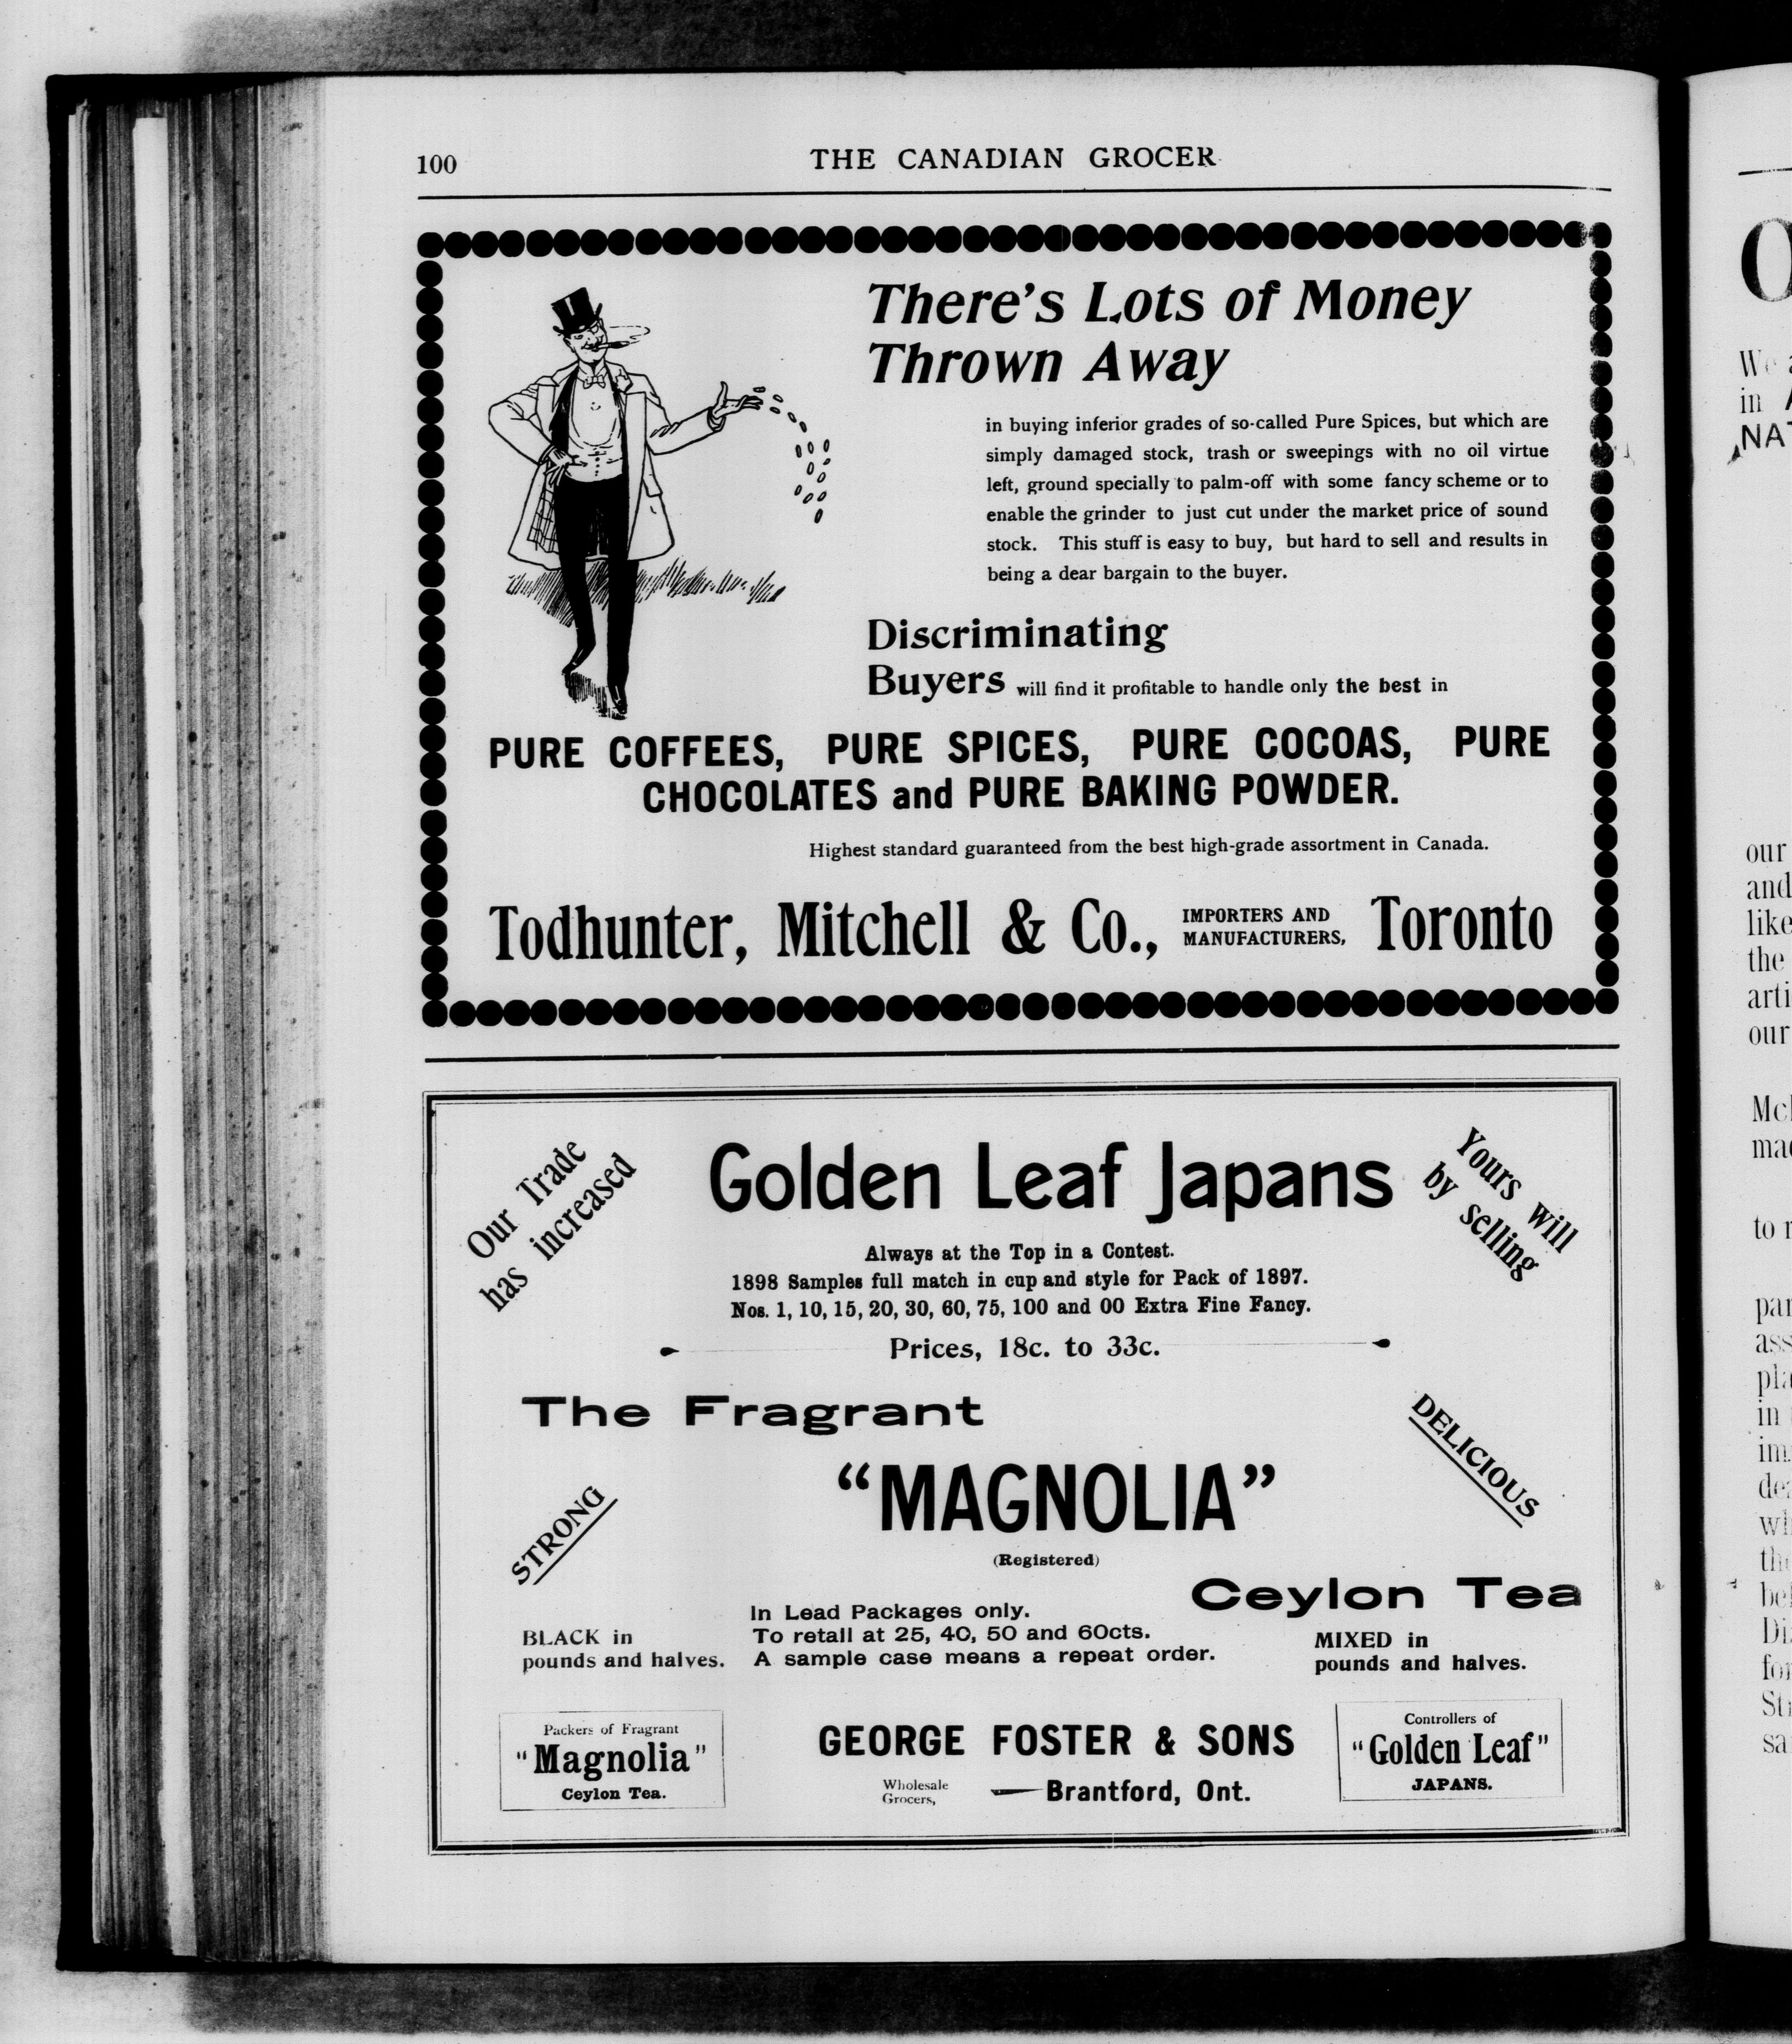 100
THE CANADIAN GROCER
There's Lots of Money
Thrown Away
in buying inferior grades of so-called Pure Spices, but which are
simply damaged stock, trash or sweepings with no oil virtue
left, ground specially to palm-off with some fancy scheme or to
enable the grinder to just cut under the market price of sound
stock. This stuff is easy to buy, but hard to sell and results in
being a dear bargain to the buyer.
Discriminating
Buyers will find it profitable to handle only the best in
PURE COFFEES, PURE SPICES, PURE COCOAS, PURE
CHOCOLATES and PURE BAKING POWDER.
Highest standard guaranteed from the best high-grade assortment in Canada.
Todhunter, Mitchell & Co., IMPORTERS AND MANUFACTURERS, Toronto
Our Trade
has increased
Golden Leaf Japans
Yours will
by selling
Always at the Top in a Contest.
1898 Samples full match in cup and style for Pack of 1897.
Nos. 1, 10, 15, 20, 30, 60, 75, 100 and 00 Extra Fine Fancy.
Prices, 18c. to 33c.
The Fragrant
DELICIOUS
"MAGNOLIA"
STRONG
(Registered)
Ceylon Tea
BLACK in
pounds and halves.
In Lead Packages only.
To retail at 25, 40, 50 and 60cts.
A sample case means a repeat order.
MIXED in
pounds and halves.
Packers of Fragrant
"Magnolia"
Ceylon Tea.
GEORGE FOSTER & SONS
Wholesale
Grocers,
Brantford, Ont.
Controllers of
"Golden Leaf"
JAPANS.
We
in
our
and
like
the
our
in